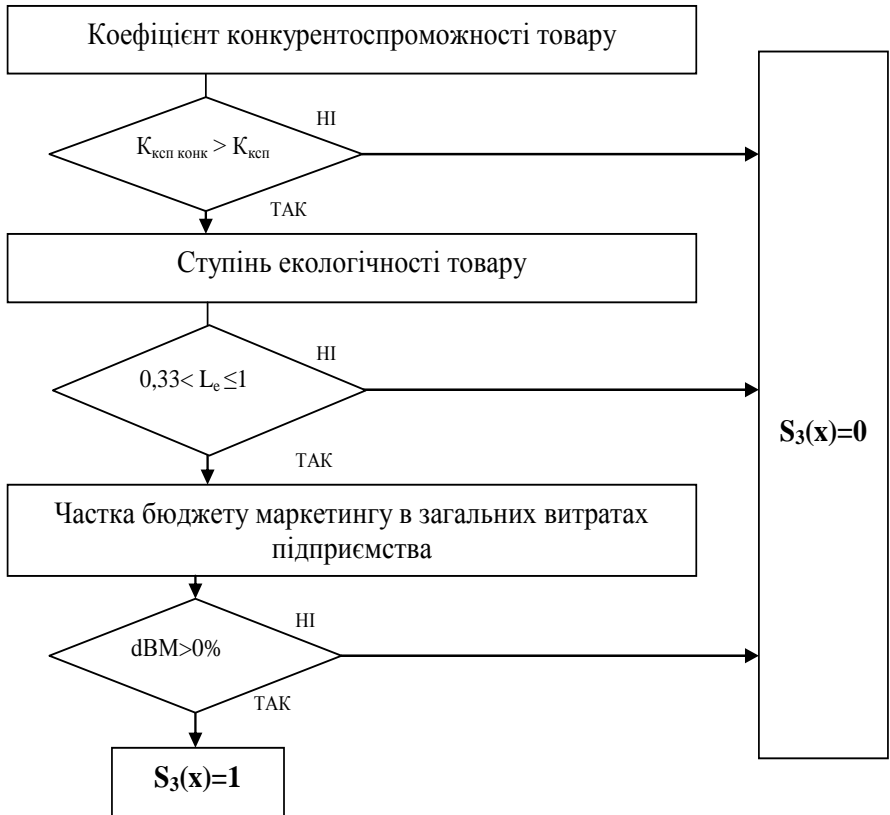 Коефіцієнт конкурентоспроможності товару
НІ
Кксп конк > Кксп
ТАК
Ступінь екологічності товару
НІ
0,33< Le ≤1
ТАК
S3(x)=0
Частка бюджету маркетингу в загальних витратах
підприємства
НІ
dBM>0%
ТАК
S3(x)=1